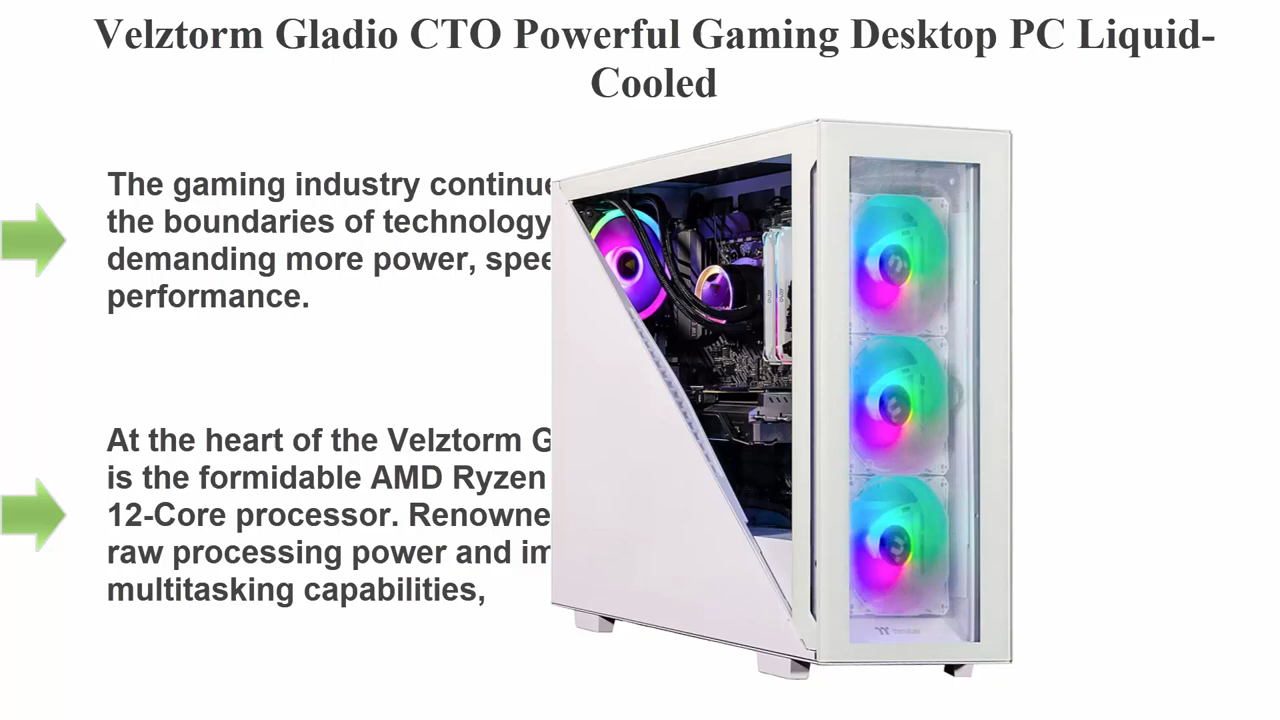 Velztorm Gladio CTO Powerful Gaming Desktop PC Liquid-
Cooled
The gaming industry continue
the boundaries of technology
demanding more power, spee
performance.
At the heart of the Velztorm G
is the formidable AMD Ryzen
12-Core processor. Renowne
raw processing power and im
multitasking capabilities,